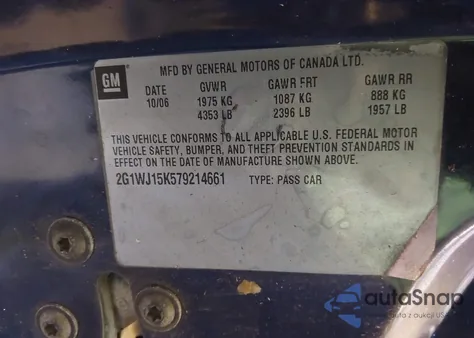 GM
MFD BY GENERAL MOTORS OF CANADA LTD.
DATE GVWR GAWR FRT GAWR RR
10/06 1975 KG 1087 KG 888 KG
4353 LB 2396 LB 1957 LB
THIS VEHICLE CONFORMS TO ALL APPLICABLE U.S. FEDERAL MOTOR
VEHICLE SAFETY, BUMPER, AND THEFT PREVENTION STANDARDS IN
EFFECT ON THE DATE OF MANUFACTURE SHOWN ABOVE.
2G1WJ15K579214661 TYPE: PASS CAR
autaSnap